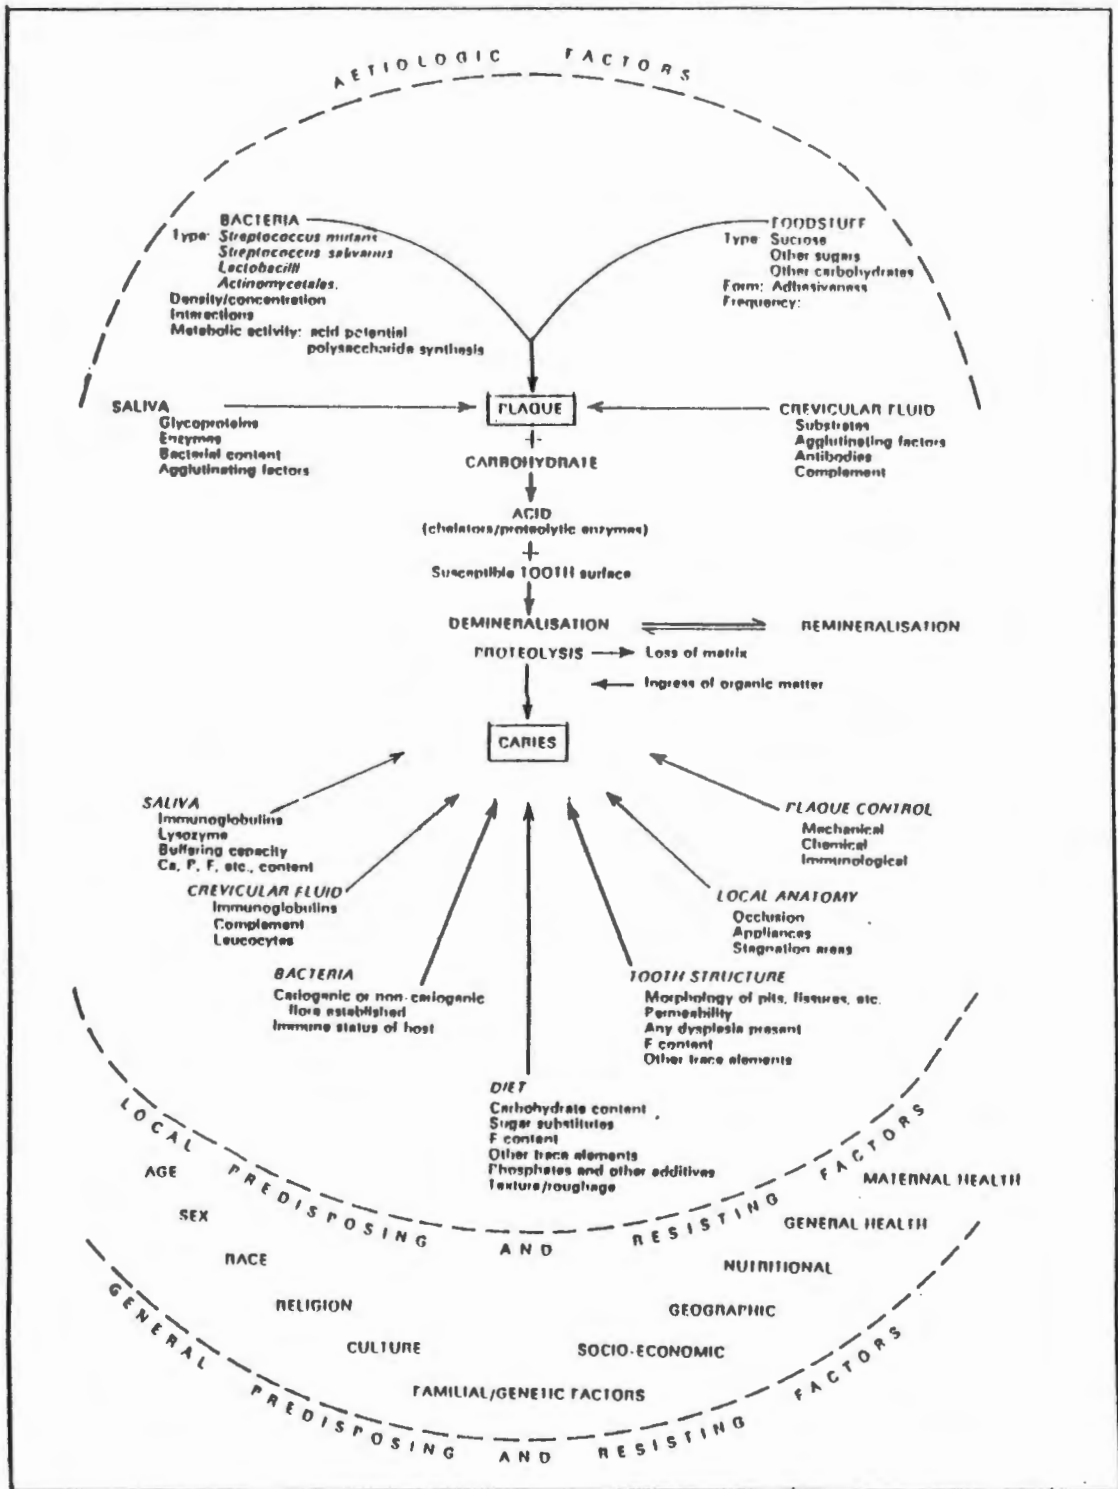 AETIOLOGIC FACTORS
BACTERIA
Type: Streptococcus mutans
Streptococcus salivarius
Lactobacilli
Actinomycetales.
Density/concentration
Interactions
Metabolic activity: acid potential
polysaccharide synthesis
FOODSTUFF
Type: Sucrose
Other sugars
Other carbohydrates
Form: Adhesiveness
Frequency:
SALIVA
Glycoproteins
Enzymes
Bacterial content
Agglutinating factors
PLAQUE
CREVICULAR FLUID
Substrates
Agglutinating factors
Antibodies
Complement
+
CARBOHYDRATE
ACID
(chelators/proteolytic enzymes)
+
Susceptible TOOTH surface
DEMINERALISATION
REMINERALISATION
PROTEOLYSIS
Loss of matrix
Ingress of organic matter
CARIES
SALIVA
Immunoglobulins
Lysozyme
Buffering capacity
Ca, P, F, etc., content
CREVICULAR FLUID
Immunoglobulins
Complement
Leucocytes
BACTERIA
Cariogenic or non-cariogenic
flora established
Immune status of host
DIET
Carbohydrate content
Sugar substitutes
F content
Other trace elements
Phosphates and other additives
Texture/roughage
TOOTH STRUCTURE
Morphology of pits, fissures, etc.
Permeability
Any dysplasia present
F content
Other trace elements
LOCAL ANATOMY
Occlusion
Appliances
Stagnation areas
PLAQUE CONTROL
Mechanical
Chemical
Immunological
LOCAL PREDISPOSING AND RESISTING FACTORS
AGE
SEX
RACE
RELIGION
CULTURE
FAMILIAL/GENETIC FACTORS
SOCIO-ECONOMIC
GEOGRAPHIC
NUTRITIONAL
GENERAL HEALTH
MATERNAL HEALTH
GENERAL PREDISPOSING AND RESISTING FACTORS